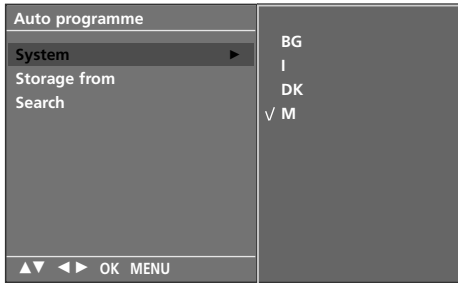 Auto programme
System ►
Storage from
Search
BG
I
DK
√ M
▲▼ ◄► OK MENU